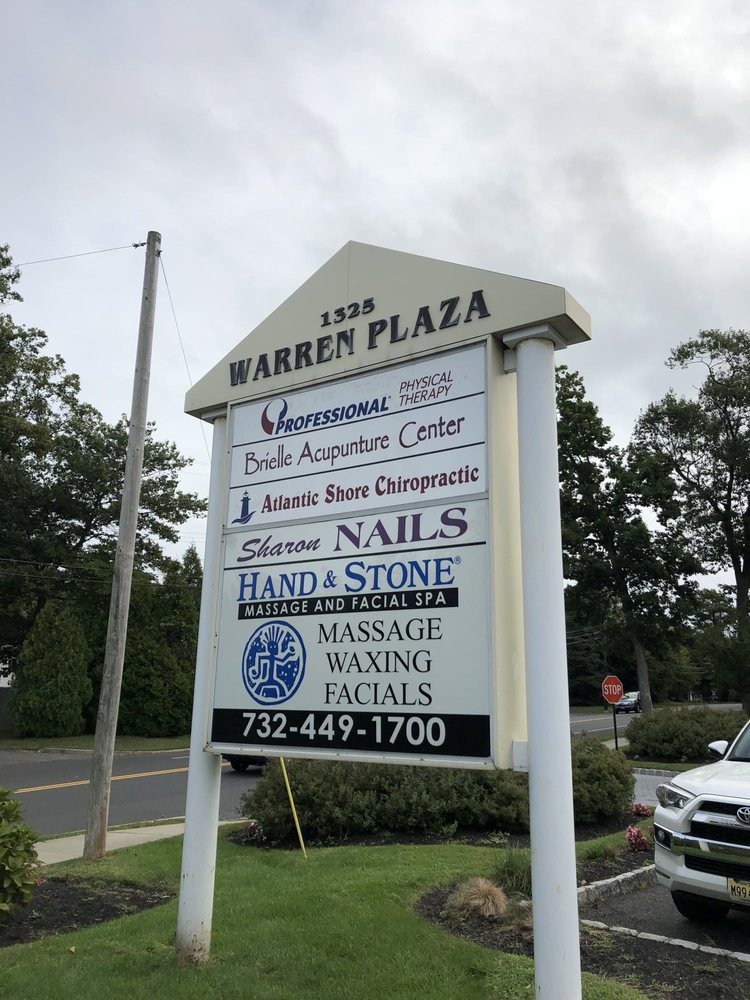 1325
WARREN PLAZA
PROFESSIONAL PHYSICAL THERAPY
Brielle Acupunture Center
Atlantic Shore Chiropractic
Sharon NAILS
HAND & STONE®
MASSAGE AND FACIAL SPA
MASSAGE
WAXING
FACIALS
732-449-1700
STOP
M99